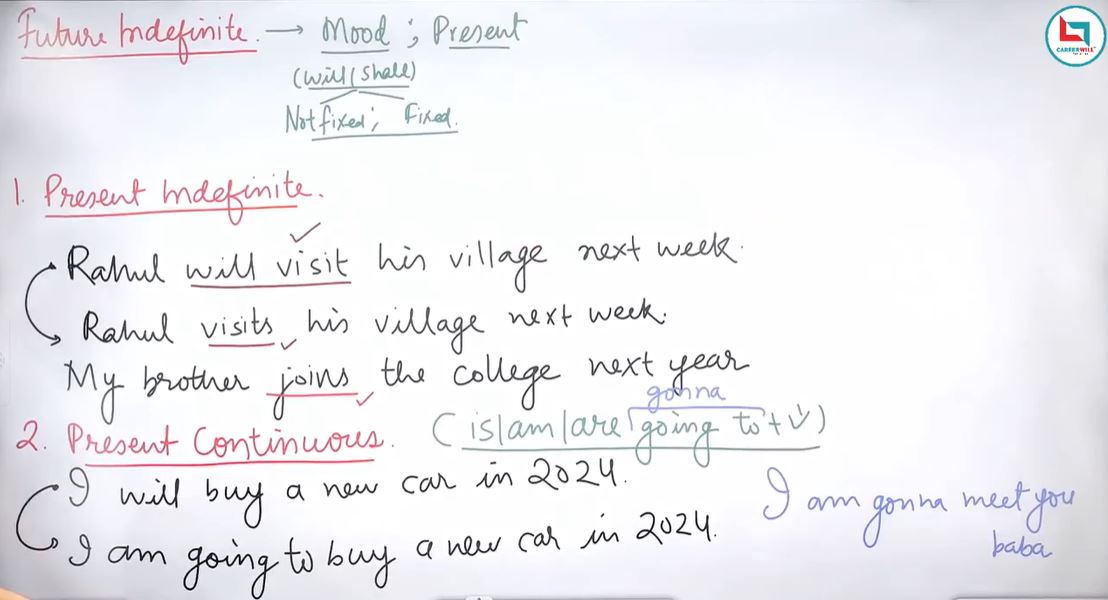 Future Indefinite. → Mood ; Present
(Will / Shall)
Not fixed ; Fixed.
CAREERWILL
1. Present Indefinite.
Rahul will visit his village next week.
Rahul visits his village next week.
My brother joins the college next year
gonna
2. Present Continuous. (is/am/are going to + V)
I will buy a new car in 2024.
I am going to buy a new car in 2024.
I am gonna meet you
baba